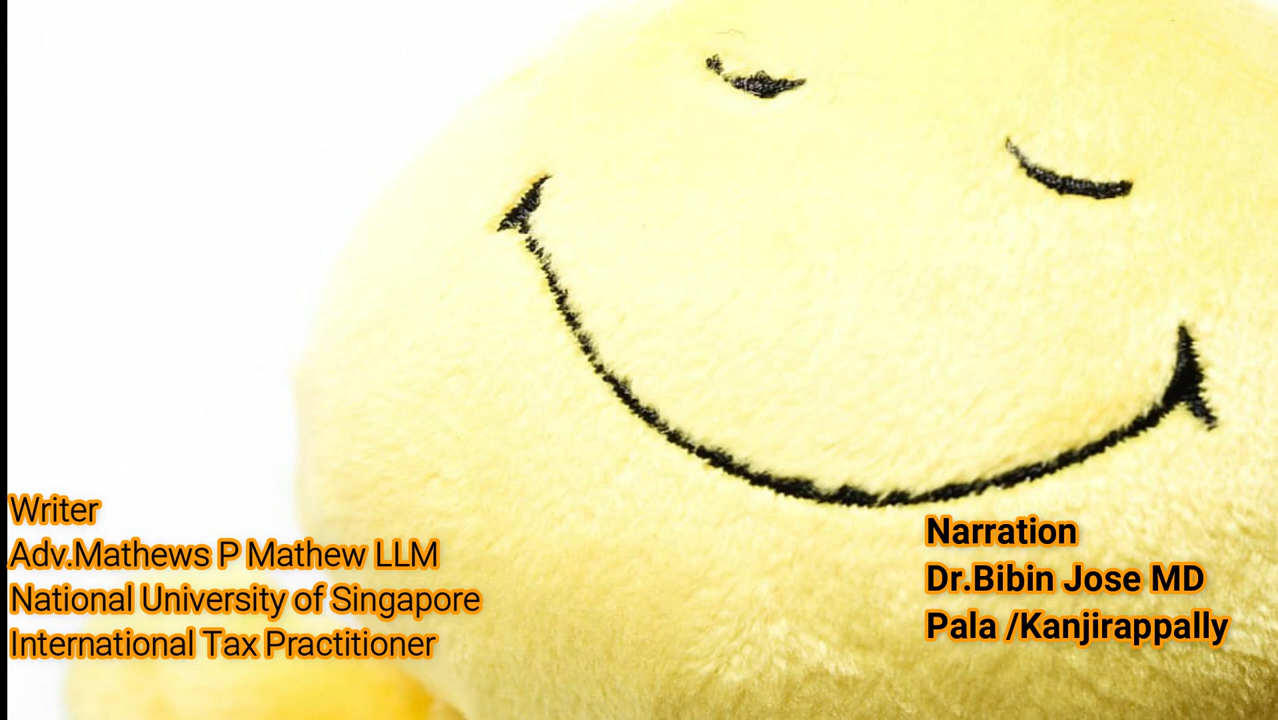 Writer
Adv.Mathews P Mathew LLM
National University of Singapore
International Tax Practitioner
Narration
Dr.Bibin Jose MD
Pala /Kanjirappally